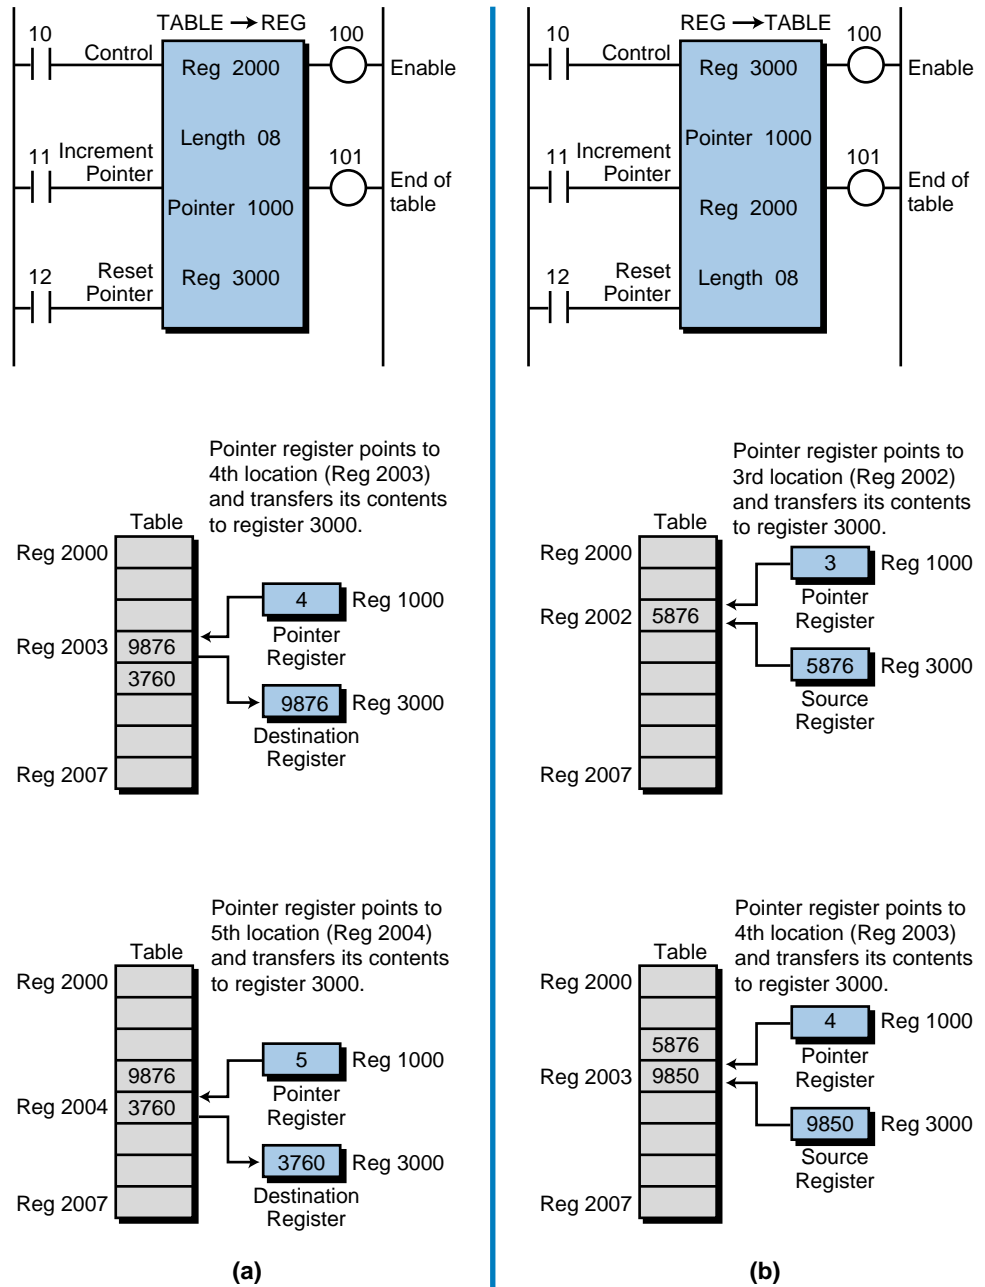 TABLE → REG
10
Control
Reg 2000
100
Enable
Length 08
11
Increment
Pointer
101
End of
table
Pointer 1000
12
Reset
Pointer
Reg 3000
Pointer register points to
4th location (Reg 2003)
and transfers its contents
to register 3000.
Table
Reg 2000
4
Reg 1000
Pointer
Register
Reg 2003
9876
3760
9876
Reg 3000
Destination
Register
Reg 2007
Pointer register points to
5th location (Reg 2004)
and transfers its contents
to register 3000.
Table
Reg 2000
5
Reg 1000
Pointer
Register
9876
Reg 2004
3760
3760
Reg 3000
Destination
Register
Reg 2007
(a)
REG → TABLE
10
Control
Reg 3000
100
Enable
Pointer 1000
11
Increment
Pointer
101
End of
table
Reg 2000
12
Reset
Pointer
Length 08
Pointer register points to
3rd location (Reg 2002)
and transfers its contents
to register 3000.
Table
Reg 2000
3
Reg 1000
Pointer
Register
Reg 2002
5876
5876
Reg 3000
Source
Register
Reg 2007
Pointer register points to
4th location (Reg 2003)
and transfers its contents
to register 3000.
Table
Reg 2000
4
Reg 1000
Pointer
Register
5876
Reg 2003
9850
9850
Reg 3000
Source
Register
Reg 2007
(b)